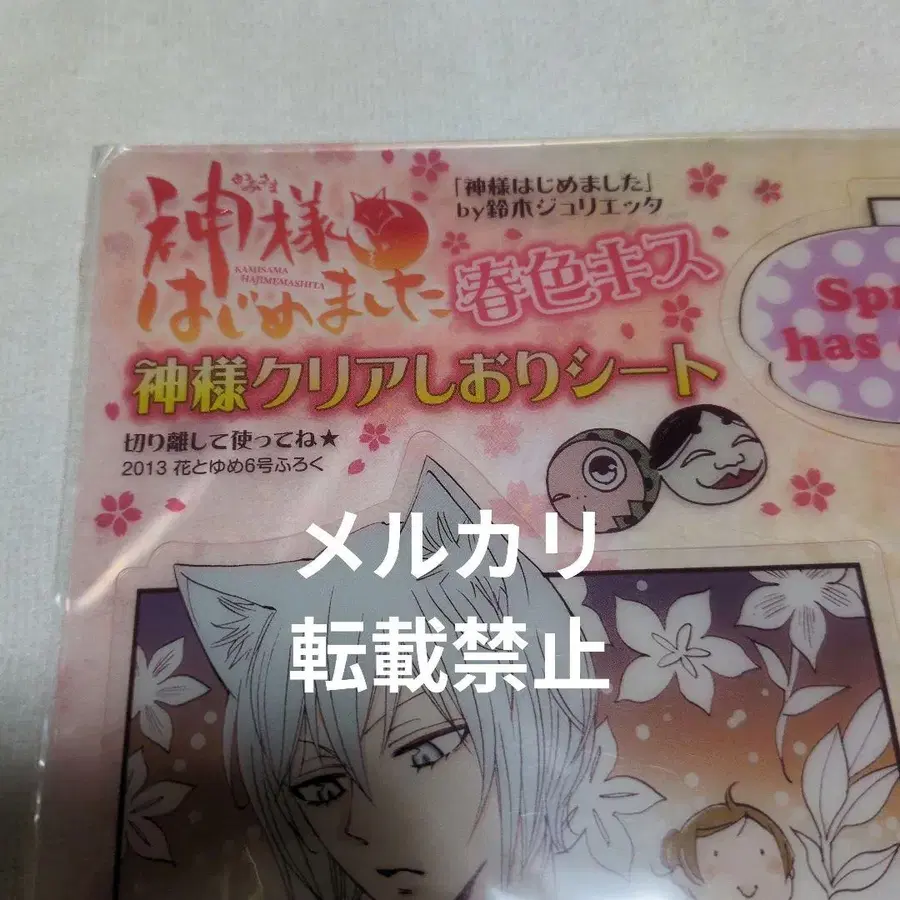 かみさま
神様
KAMISAMA
HAJIMEMASHITA
はじめました
「神様はじめました」
by鈴木ジュリエッタ
春色キス
神様クリアしおりシート
切り離して使ってね★
2013 花とゆめ6号ふろく
Spr
has
メルカリ
転載禁止